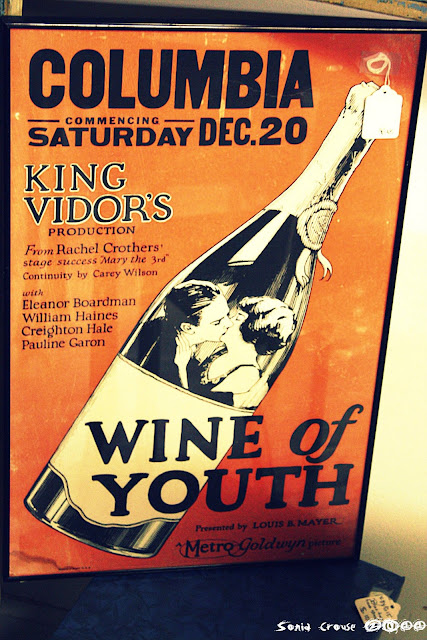 COLUMBIA
COMMENCING
SATURDAY DEC. 20
KING
VIDOR'S
PRODUCTION
From Rachel Crothers'
stage success "Mary the 3rd"
Continuity by Carey Wilson
with
Eleanor Boardman
William Haines
Creighton Hale
Pauline Garon
WINE of
YOUTH
Presented by LOUIS B. MAYER
A Metro Goldwyn picture
Sonia Crouse